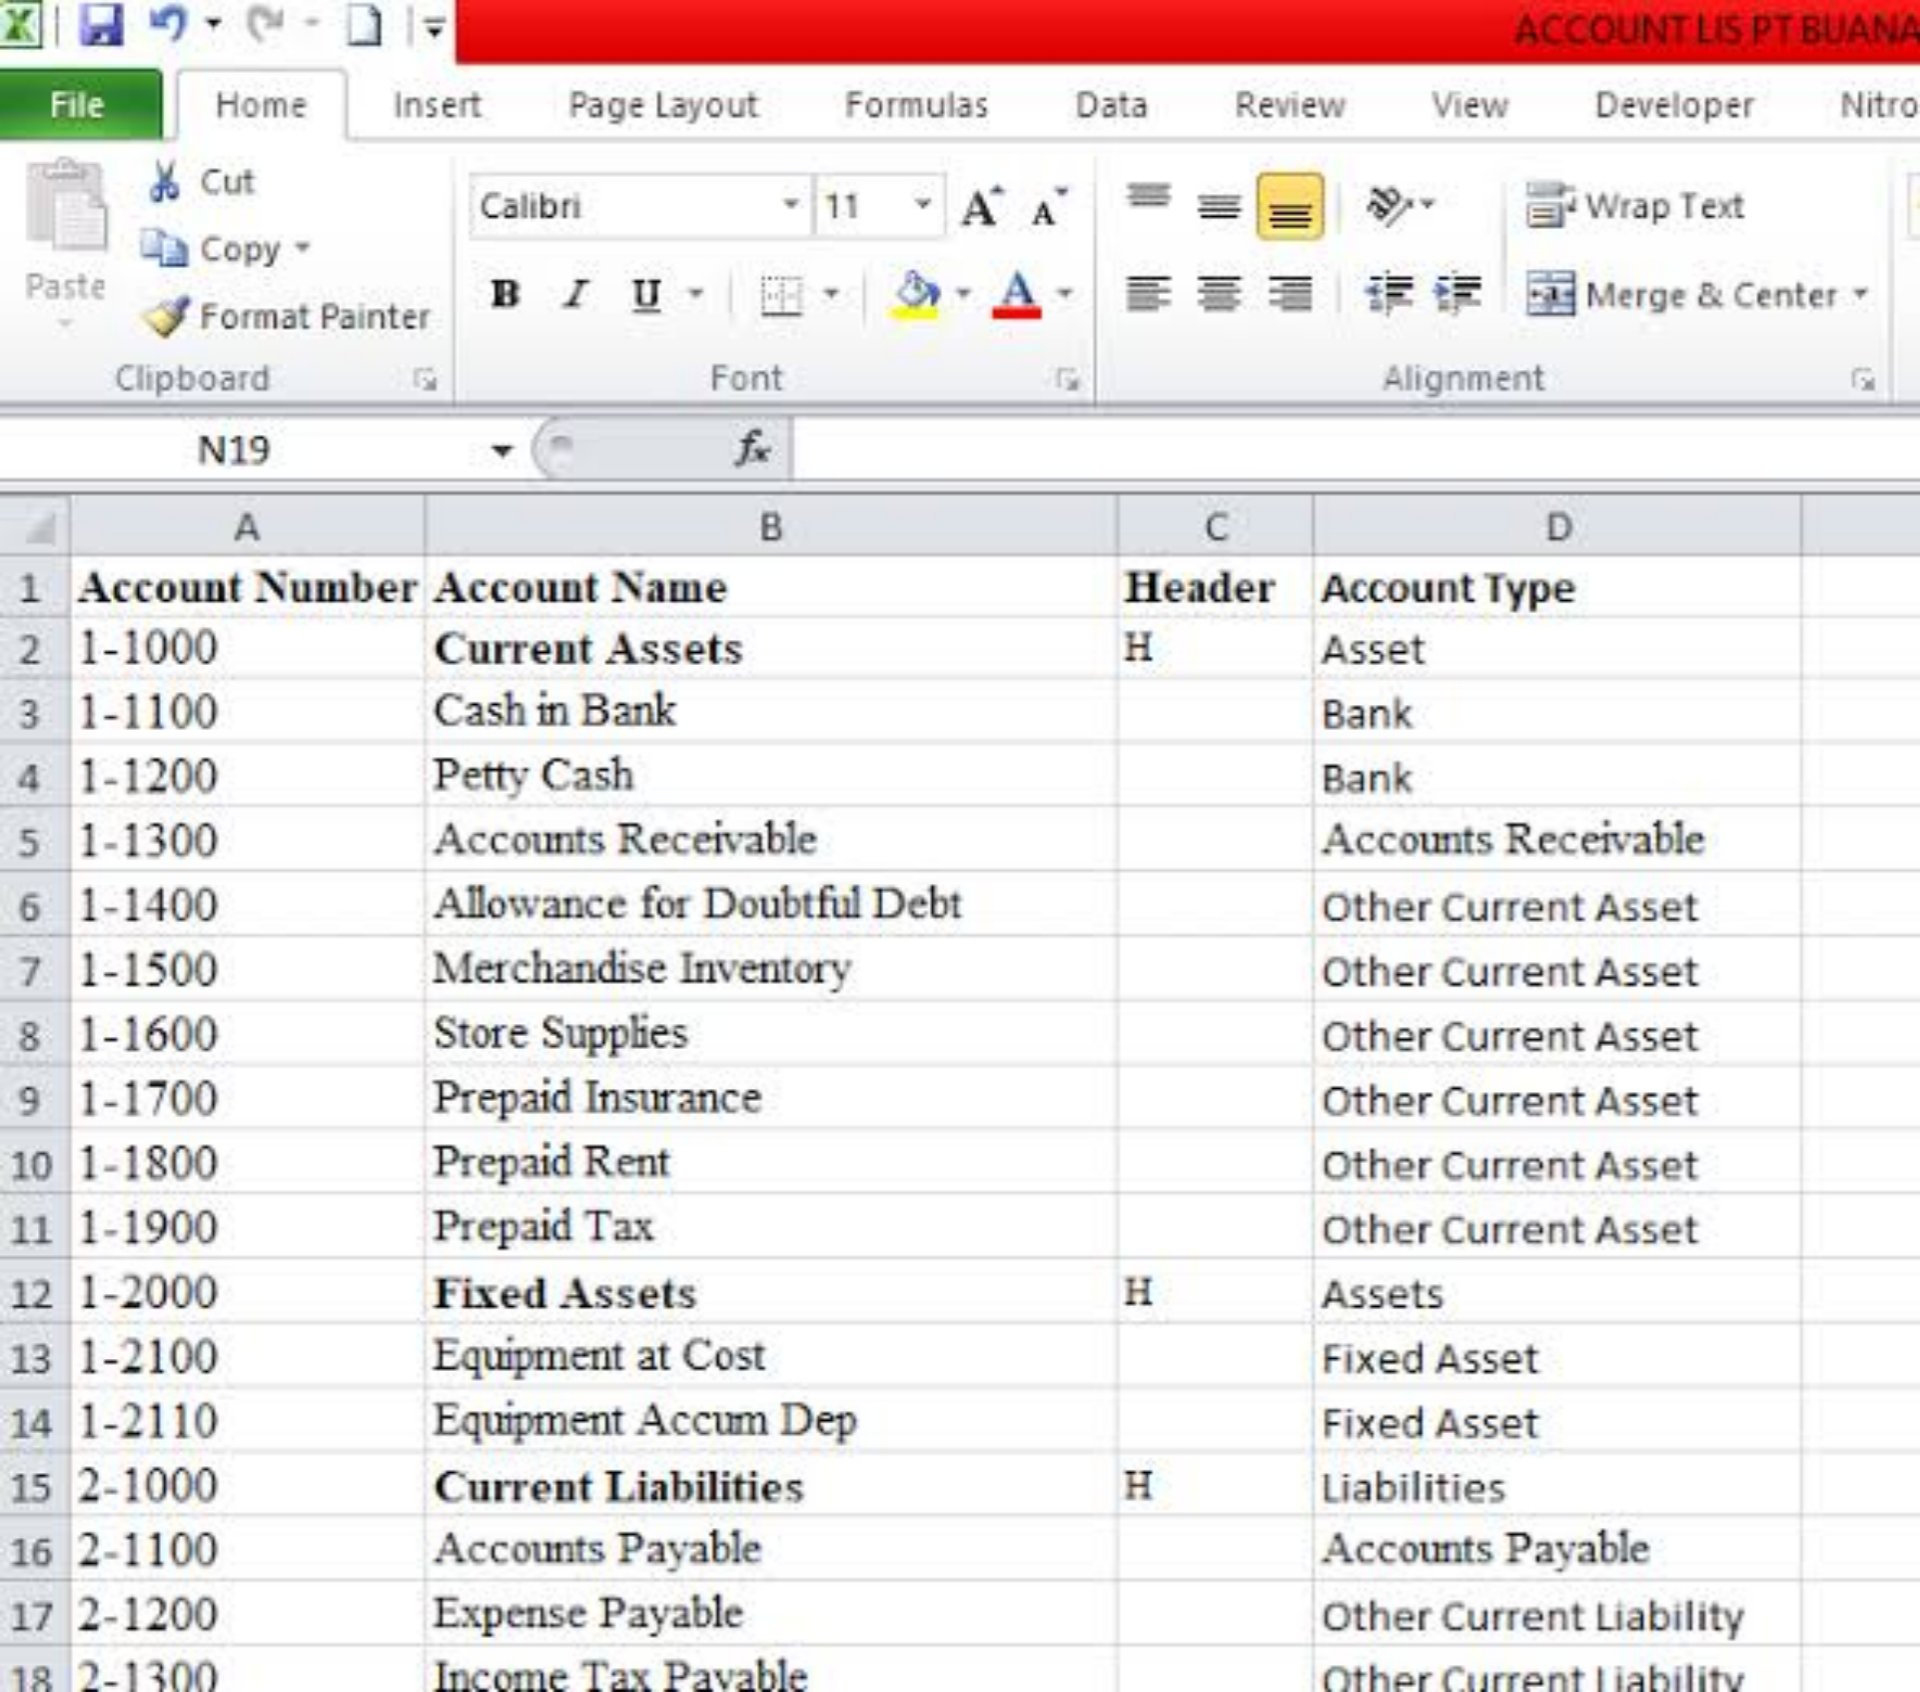 ACCOUNT LIS PT BUANA
File Home Insert Page Layout Formulas Data Review View Developer Nitro
Cut
Copy
Paste
Format Painter
Clipboard
Calibri 11
B I U
Font
Wrap Text
Merge & Center
Alignment
N19 fx
A B C D
1 Account Number Account Name Header Account Type
2 1-1000 Current Assets H Asset
3 1-1100 Cash in Bank Bank
4 1-1200 Petty Cash Bank
5 1-1300 Accounts Receivable Accounts Receivable
6 1-1400 Allowance for Doubtful Debt Other Current Asset
7 1-1500 Merchandise Inventory Other Current Asset
8 1-1600 Store Supplies Other Current Asset
9 1-1700 Prepaid Insurance Other Current Asset
10 1-1800 Prepaid Rent Other Current Asset
11 1-1900 Prepaid Tax Other Current Asset
12 1-2000 Fixed Assets H Assets
13 1-2100 Equipment at Cost Fixed Asset
14 1-2110 Equipment Accum Dep Fixed Asset
15 2-1000 Current Liabilities H Liabilities
16 2-1100 Accounts Payable Accounts Payable
17 2-1200 Expense Payable Other Current Liability
18 2-1300 Income Tax Payable Other Current Liability